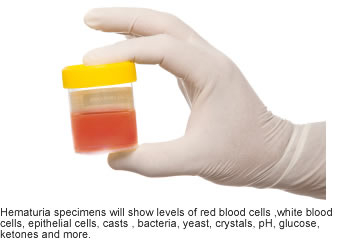 Hematuria specimens will show levels of red blood cells ,white blood
cells, epithelial cells, casts , bacteria, yeast, crystals, pH, glucose,
ketones and more.